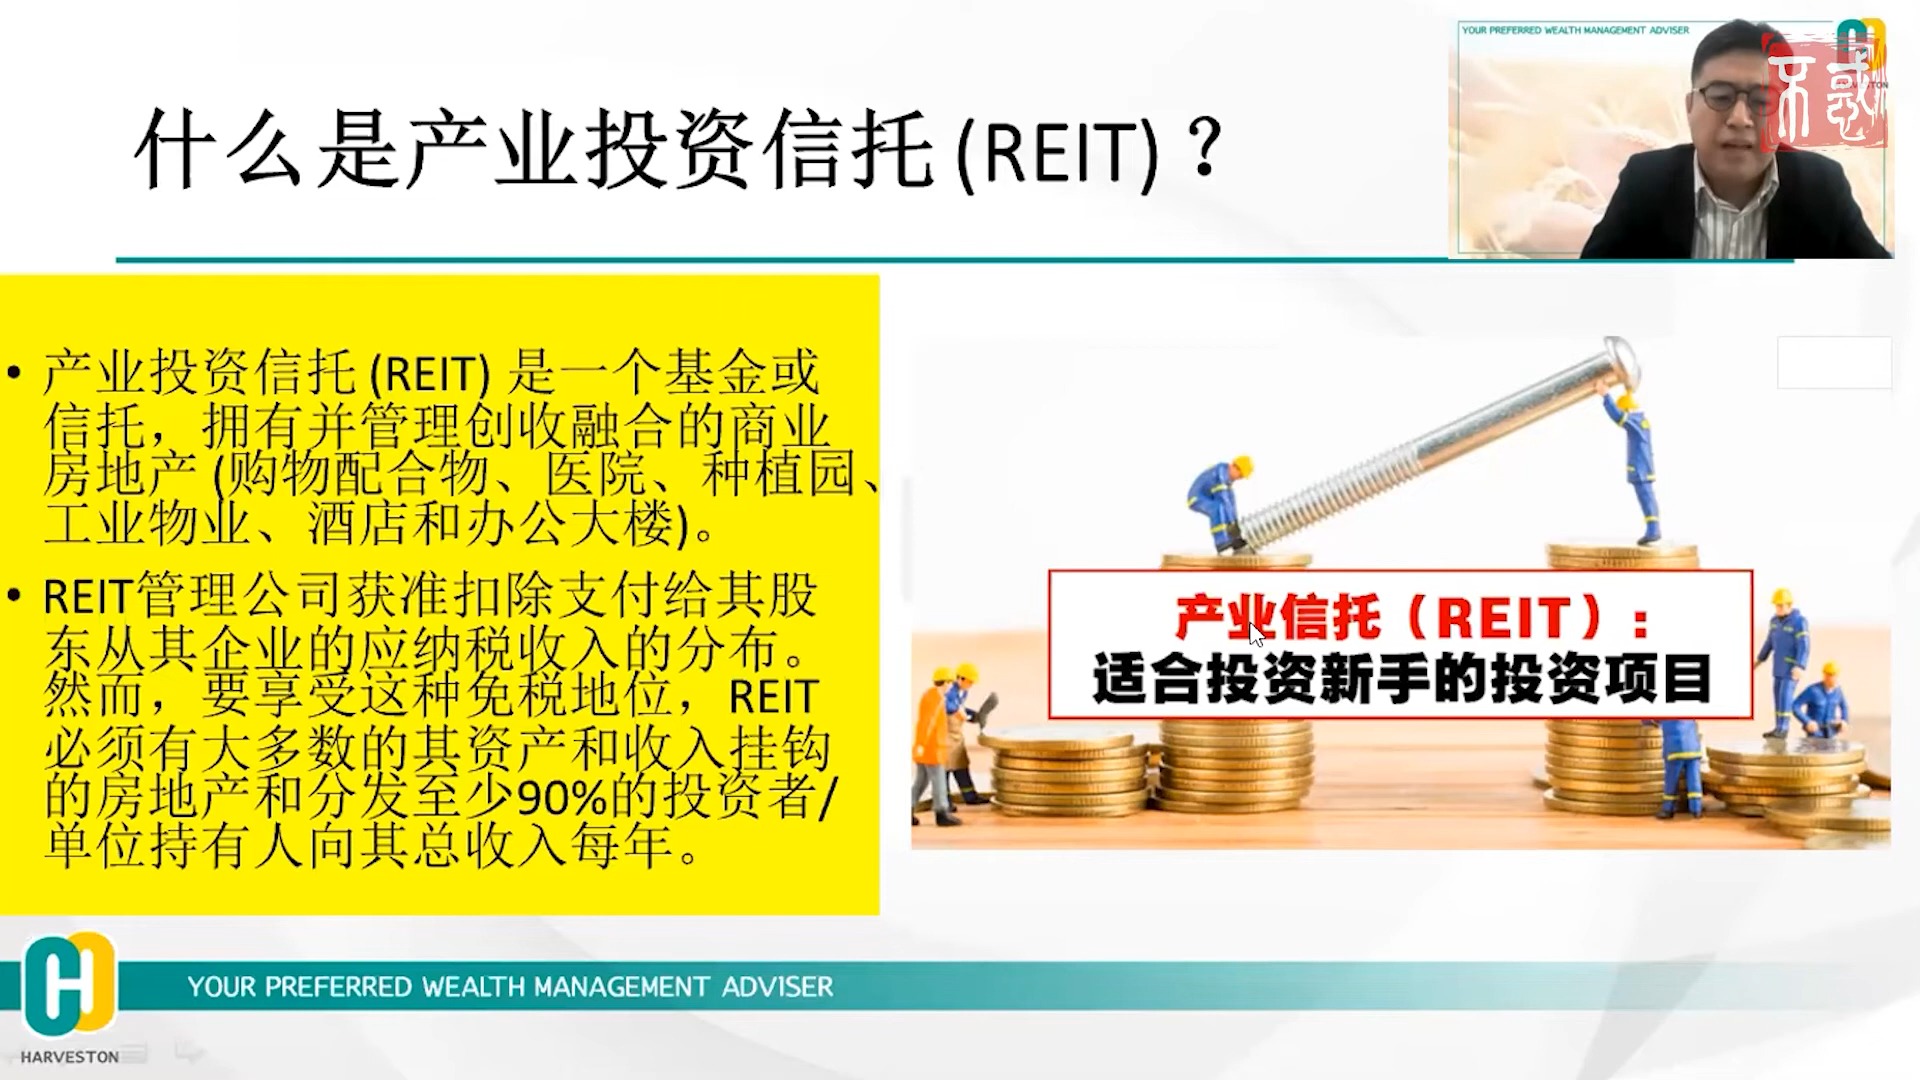 YOUR PREFERRED WEALTH MANAGEMENT ADVISER
不惑
什么是产业投资信托 (REIT)？
• 产业投资信托 (REIT) 是一个基金或
信托，拥有并管理创收融合的商业
房地产 (购物配合物、医院、种植园、
工业物业、酒店和办公大楼)。
• REIT管理公司获准扣除支付给其股
东从其企业的应纳税收入的分布。
然而，要享受这种免税地位，REIT
必须有大多数的其资产和收入挂钩
的房地产和分发至少90%的投资者/
单位持有人向其总收入每年。
产业信托（REIT）:
适合投资新手的投资项目
YOUR PREFERRED WEALTH MANAGEMENT ADVISER
HARVESTON